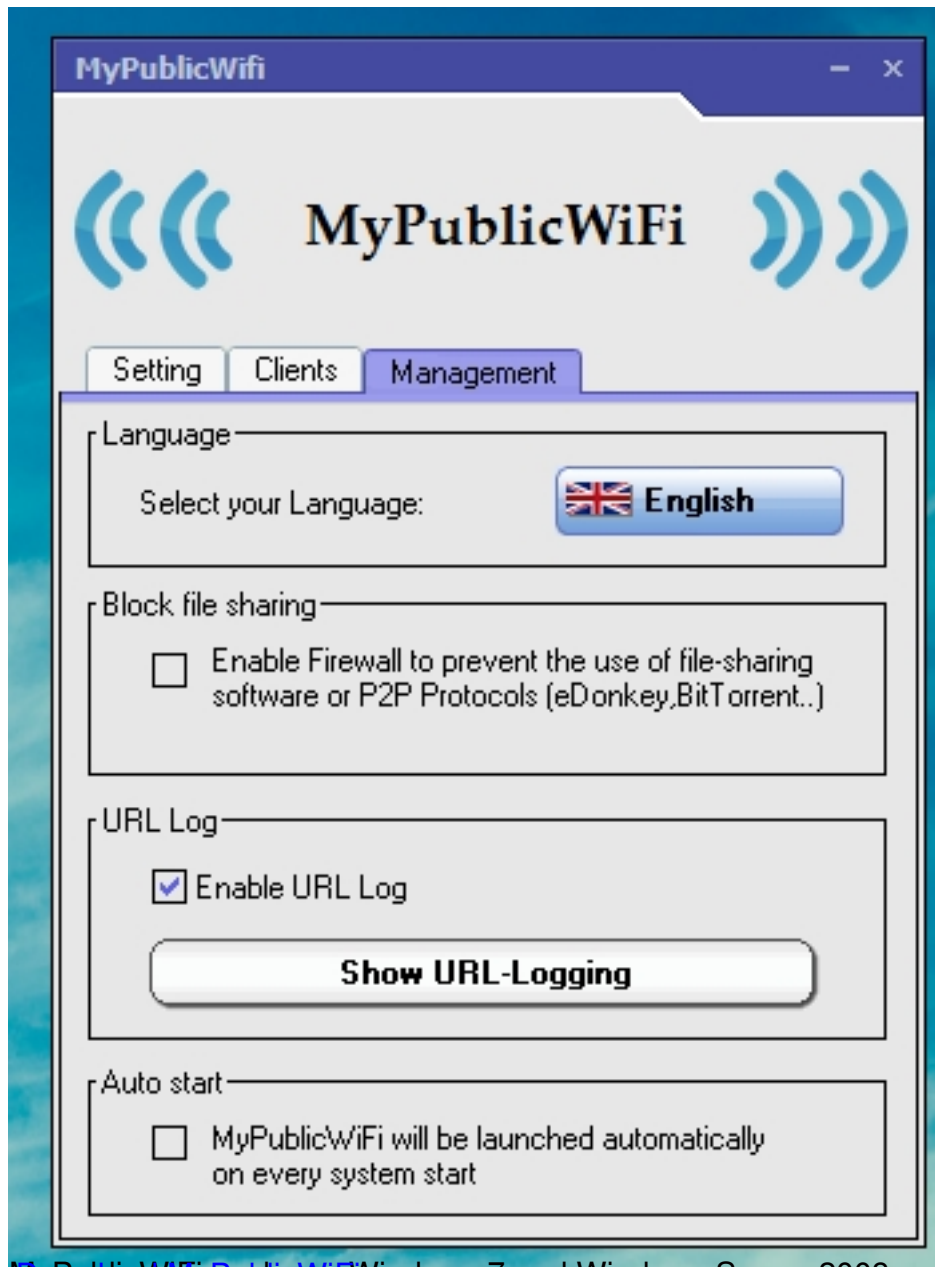 MyPublicWifi
MyPublicWiFi
Setting
Clients
Management
Language
Select your Language:
English
Block file sharing
Enable Firewall to prevent the use of file-sharing
software or P2P Protocols (eDonkey,BitTorrent..)
URL Log
Enable URL Log
Show URL-Logging
Auto start
MyPublicWiFi will be launched automatically
on every system start